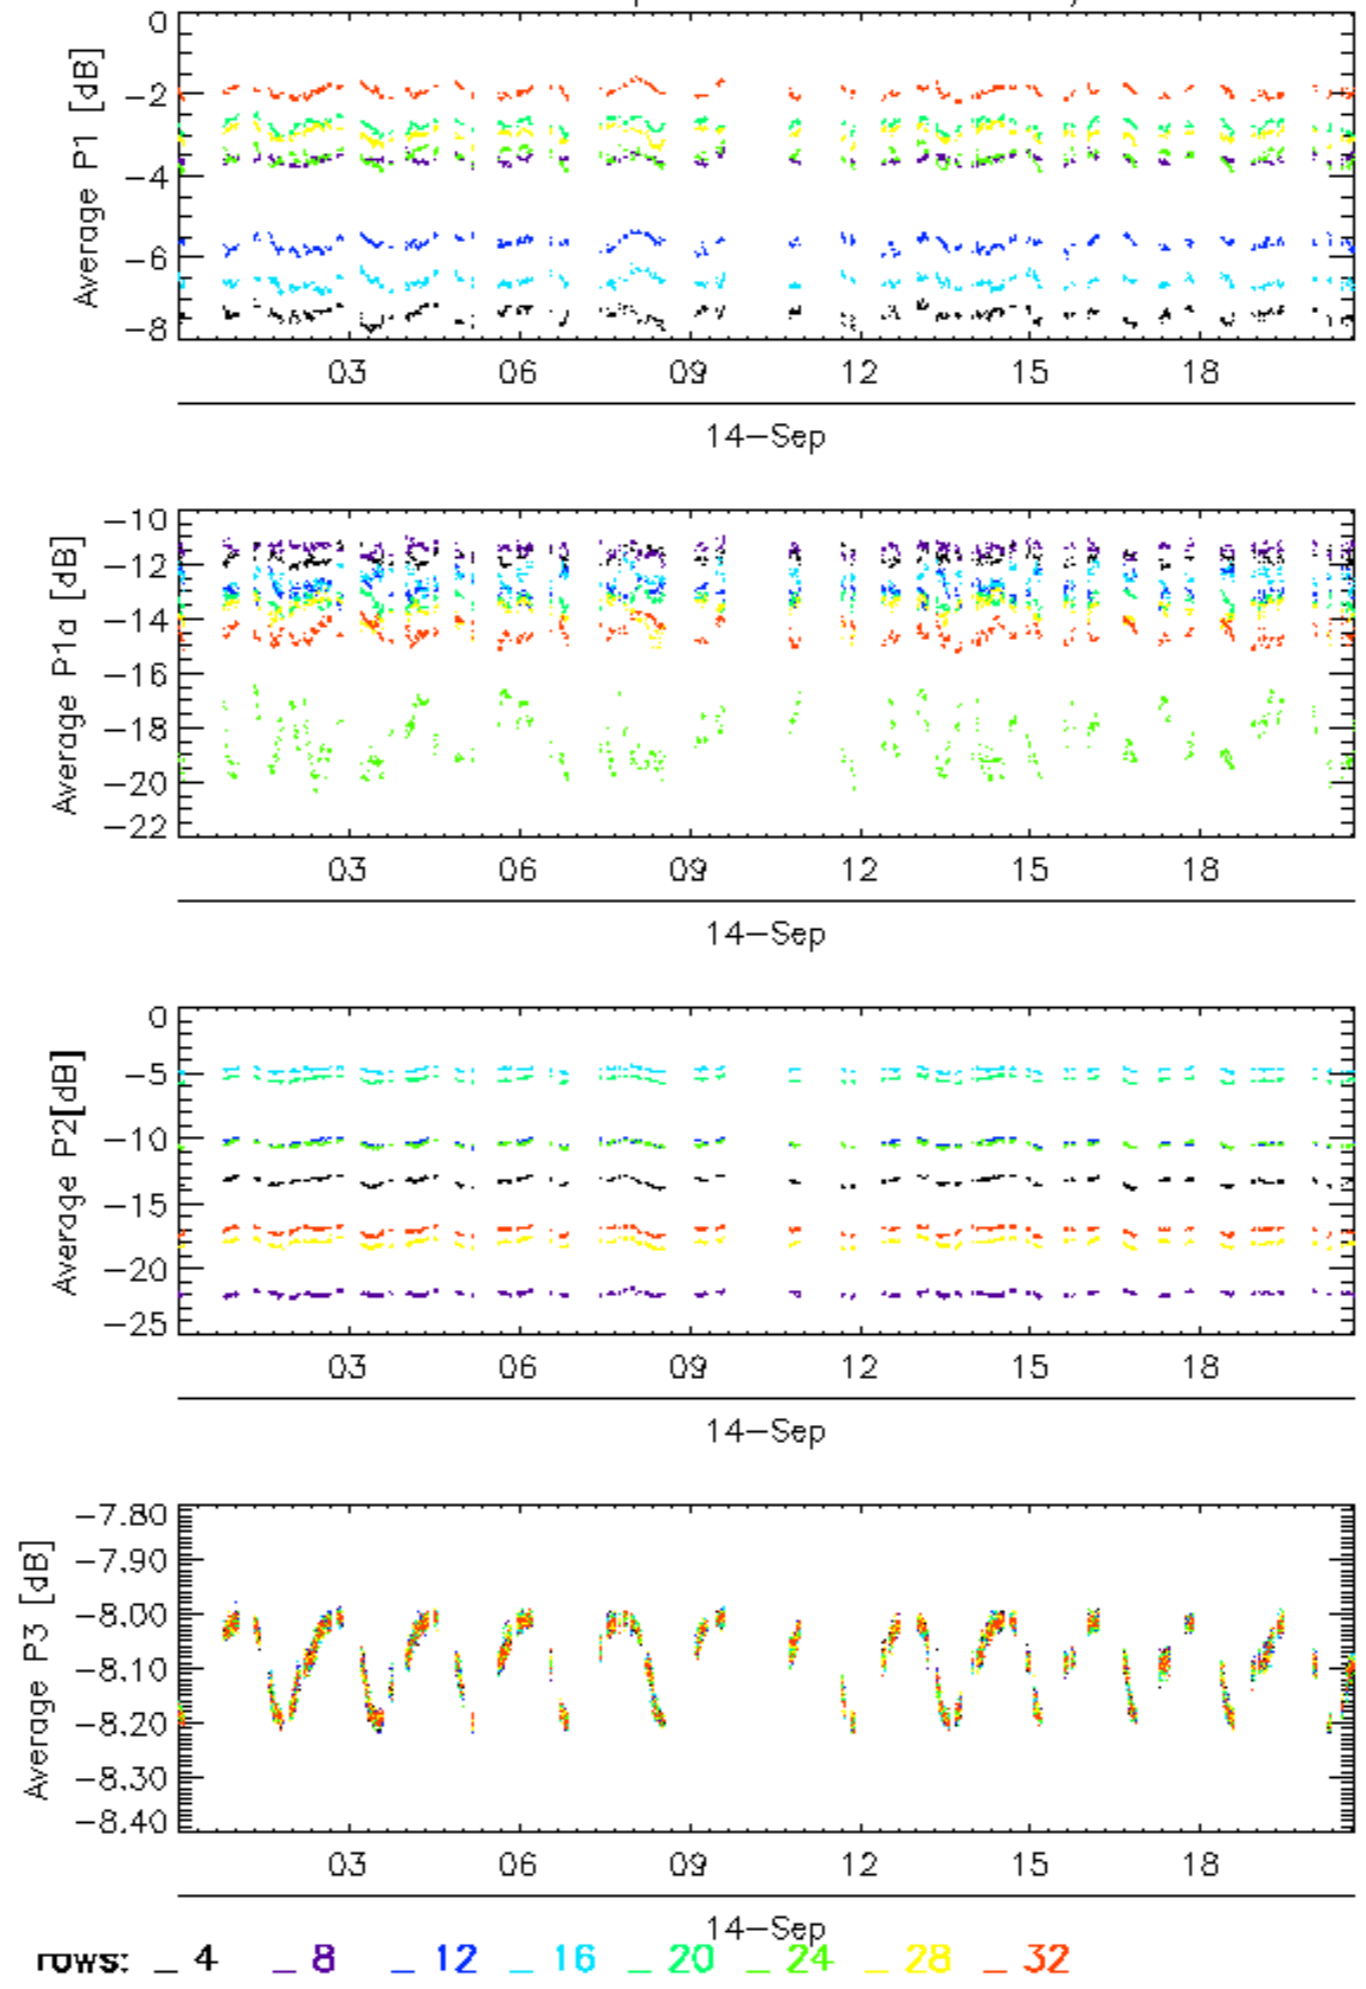 Average P1 [dB]
0
−2
−4
−6
−8
03 06 09 12 15 18
14−Sep
Average P1a [dB]
−10
−12
−14
−16
−18
−20
−22
03 06 09 12 15 18
14−Sep
Average P2[dB]
0
−5
−10
−15
−20
−25
03 06 09 12 15 18
14−Sep
Average P3 [dB]
−7.80
−7.90
−8.00
−8.10
−8.20
−8.30
−8.40
03 06 09 12 15 18
14−Sep
rows: _ 4 _ 8 _ 12 _ 16 _ 20 _ 24 _ 28 _ 32